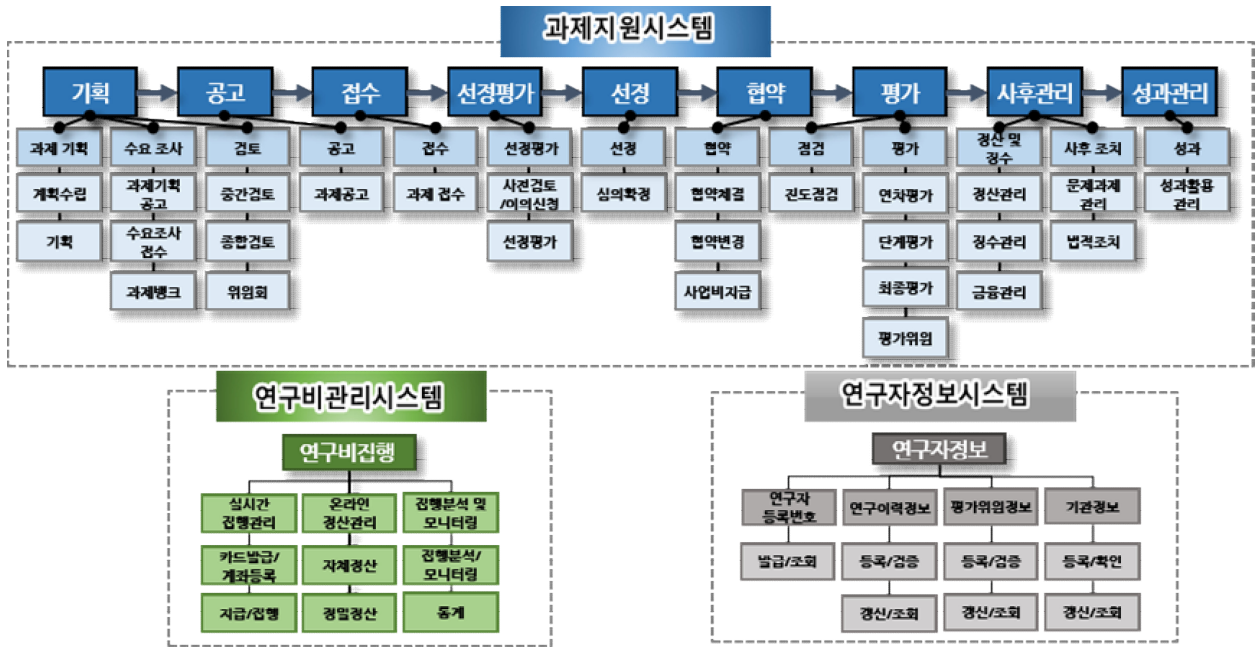 과제지원시스템
기획
공고
접수
선정평가
선정
협약
평가
사후관리
성과관리
과제 기획
수요 조사
검토
공고
접수
선정평가
선정
협약
점검
평가
정산 및
징수
사후 조치
성과
계획수립
과제기획
공고
중간검토
과제공고
과제 접수
사전검토
/이의신청
심의확정
협약체결
진도점검
연차평가
정산관리
문제과제
관리
성과활용
관리
기획
수요조사
접수
종합검토
선정평가
협약변경
단계평가
징수관리
법적조치
과제뱅크
위원회
사업비지급
최종평가
금융관리
평가위원
연구비관리시스템
연구비집행
실시간
집행관리
온라인
정산관리
집행분석 및
모니터링
카드발급/
계좌등록
자체정산
집행분석/
모니터링
지급/집행
정밀정산
통계
연구자정보시스템
연구자정보
연구자
등록번호
연구이력정보
평가위원정보
기관정보
발급/조회
등록/검증
등록/검증
등록/확인
갱신/조회
갱신/조회
갱신/조회